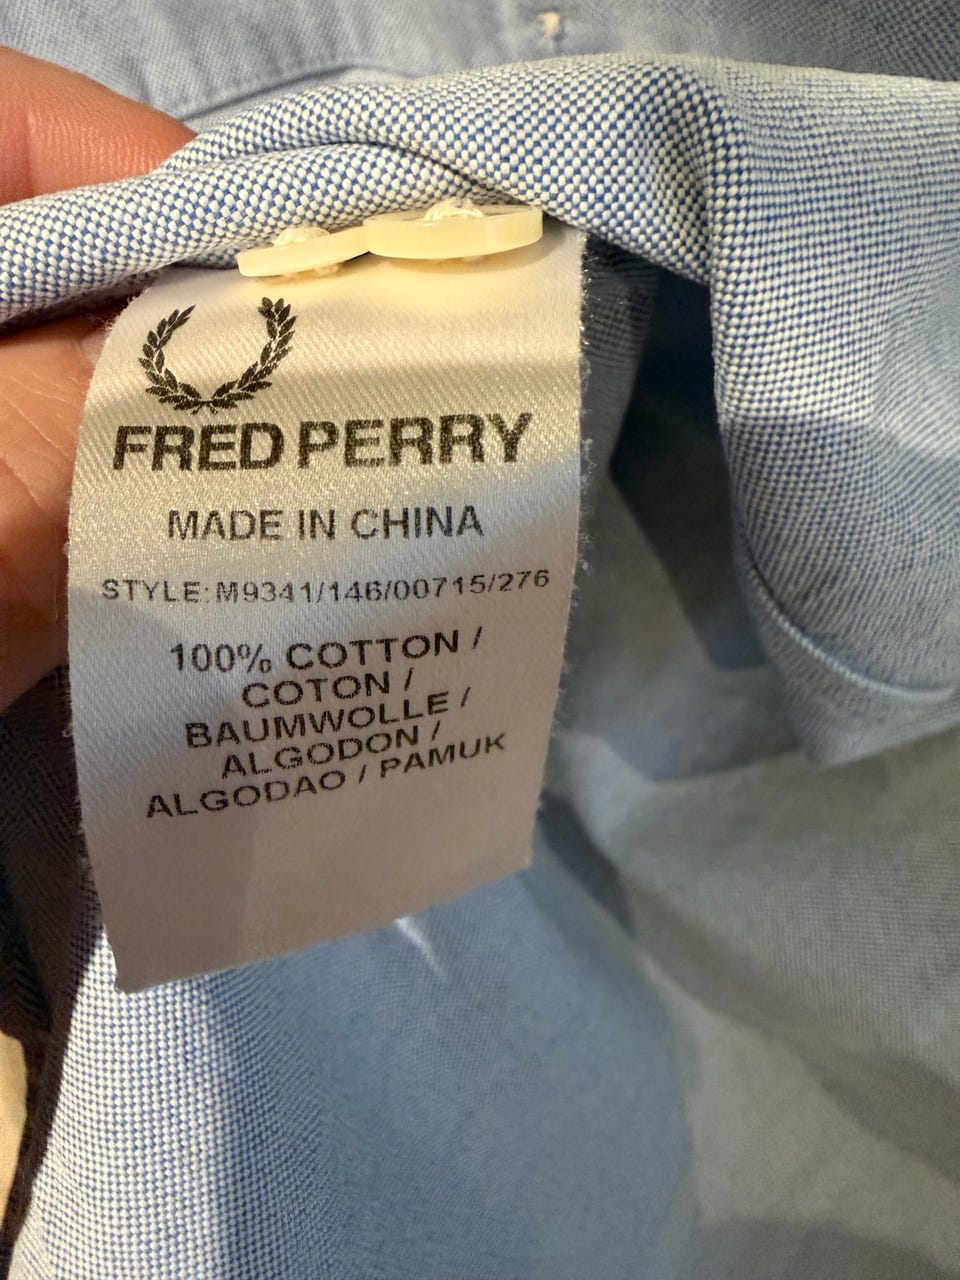 FRED PERRY
MADE IN CHINA
STYLE:M9341/146/00715/276
100% COTTON /
COTON /
BAUMWOLLE /
ALGODON /
ALGODAO / PAMUK